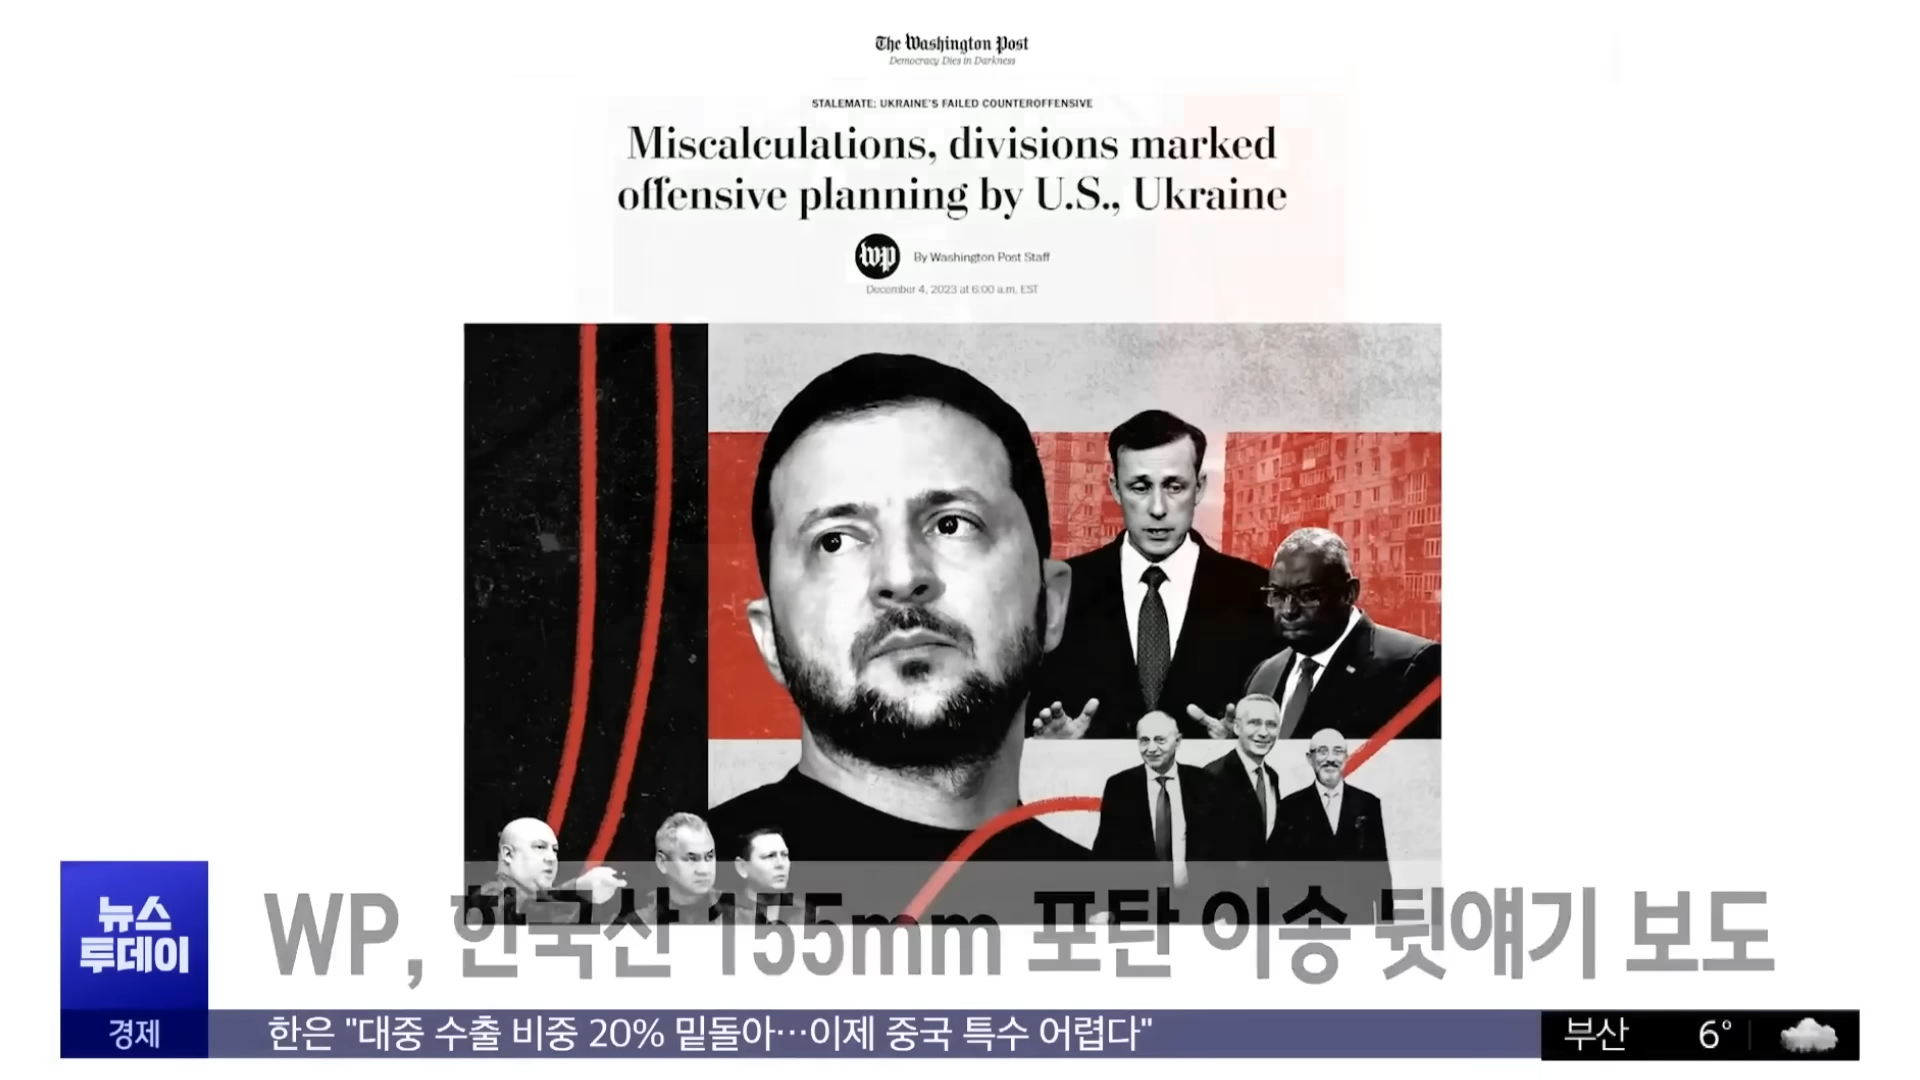 The Washington Post
Democracy Dies in Darkness
STALEMATE: UKRAINE'S FAILED COUNTEROFFENSIVE
Miscalculations, divisions marked
offensive planning by U.S., Ukraine
wp
By Washington Post Staff
December 4, 2023 at 6:00 a.m. EST
뉴스
투데이
WP, 한국산 155mm 포탄 이송 뒷얘기 보도
경제
한은 "대중 수출 비중 20% 밑돌아…이제 중국 특수 어렵다"
부산 6°